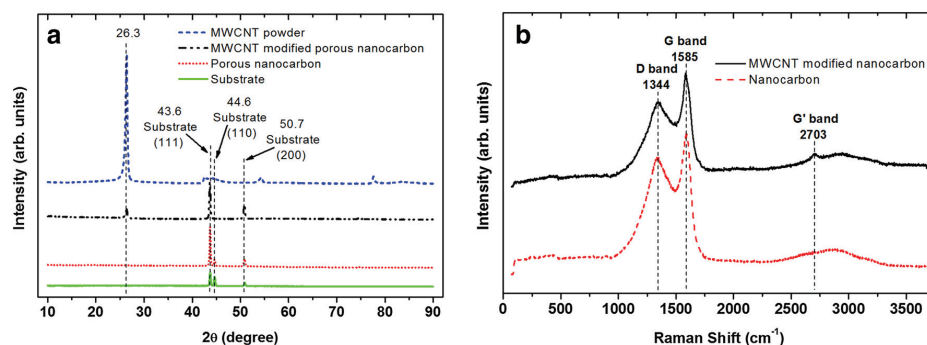 a
26.3
MWCNT powder
MWCNT modified porous nanocarbon
Porous nanocarbon
Substrate
43.6
Substrate
(111)
44.6
Substrate
(110)
50.7
Substrate
(200)
Intensity (arb. units)
10 20 30 40 50 60 70 80 90
2θ (degree)
b
G band
1585
D band
1344
MWCNT modified nanocarbon
Nanocarbon
G' band
2703
Intensity (arb. units)
0 500 1000 1500 2000 2500 3000 3500
Raman Shift (cm⁻¹)